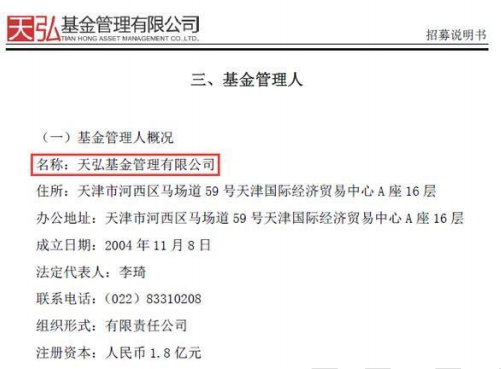 天弘基金管理有限公司
TIAN HONG ASSET MANAGEMENT CO.,LTD.
招募说明书
三、基金管理人
（一）基金管理人概况
名称：天弘基金管理有限公司
住所：天津市河西区马场道 59 号天津国际经济贸易中心 A 座 16 层
办公地址：天津市河西区马场道 59 号天津国际经济贸易中心 A 座 16 层
成立日期：2004 年 11 月 8 日
法定代表人：李琦
联系电话：（022）83310208
组织形式：有限责任公司
注册资本：人民币 1.8 亿元